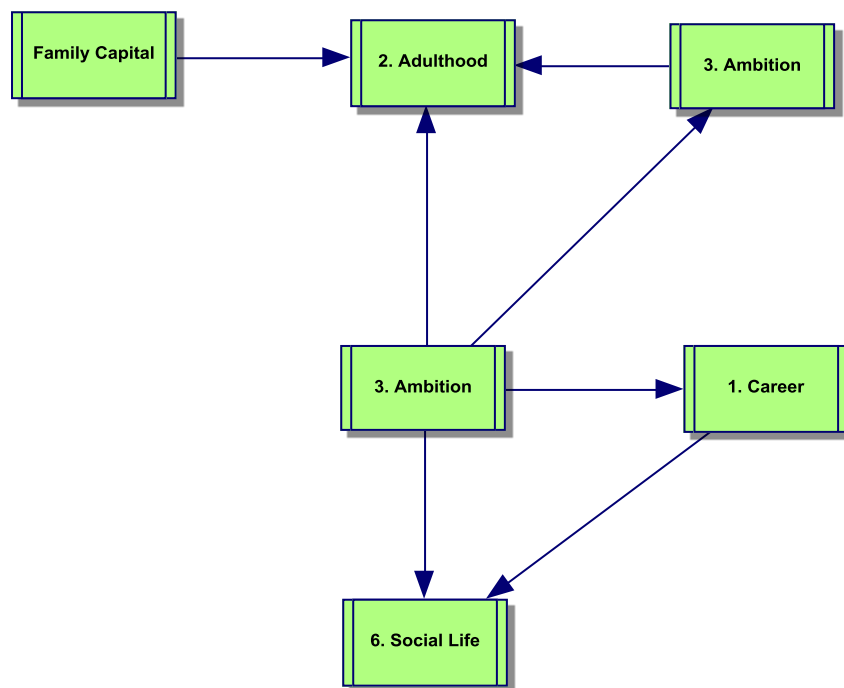 Family Capital
2. Adulthood
3. Ambition
3. Ambition
1. Career
6. Social Life